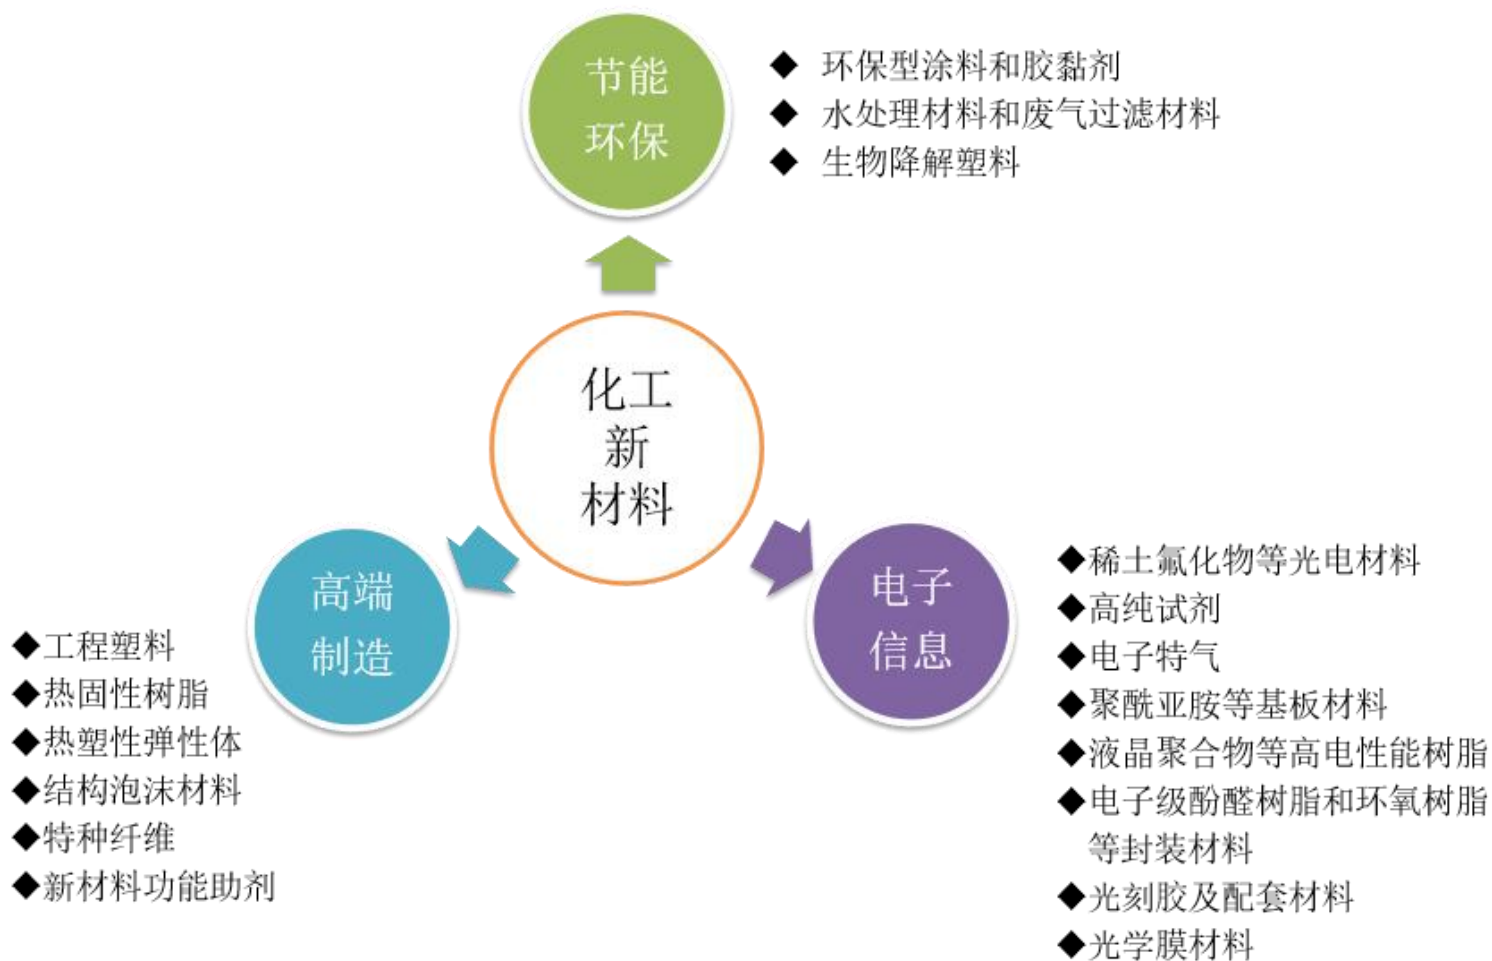 节能
环保
◆ 环保型涂料和胶黏剂
◆ 水处理材料和废气过滤材料
◆ 生物降解塑料
化工
新
材料
高端
制造
◆工程塑料
◆热固性树脂
◆热塑性弹性体
◆结构泡沫材料
◆特种纤维
◆新材料功能助剂
电子
信息
◆稀土氟化物等光电材料
◆高纯试剂
◆电子特气
◆聚酰亚胺等基板材料
◆液晶聚合物等高电性能树脂
◆电子级酚醛树脂和环氧树脂
等封装材料
◆光刻胶及配套材料
◆光学膜材料